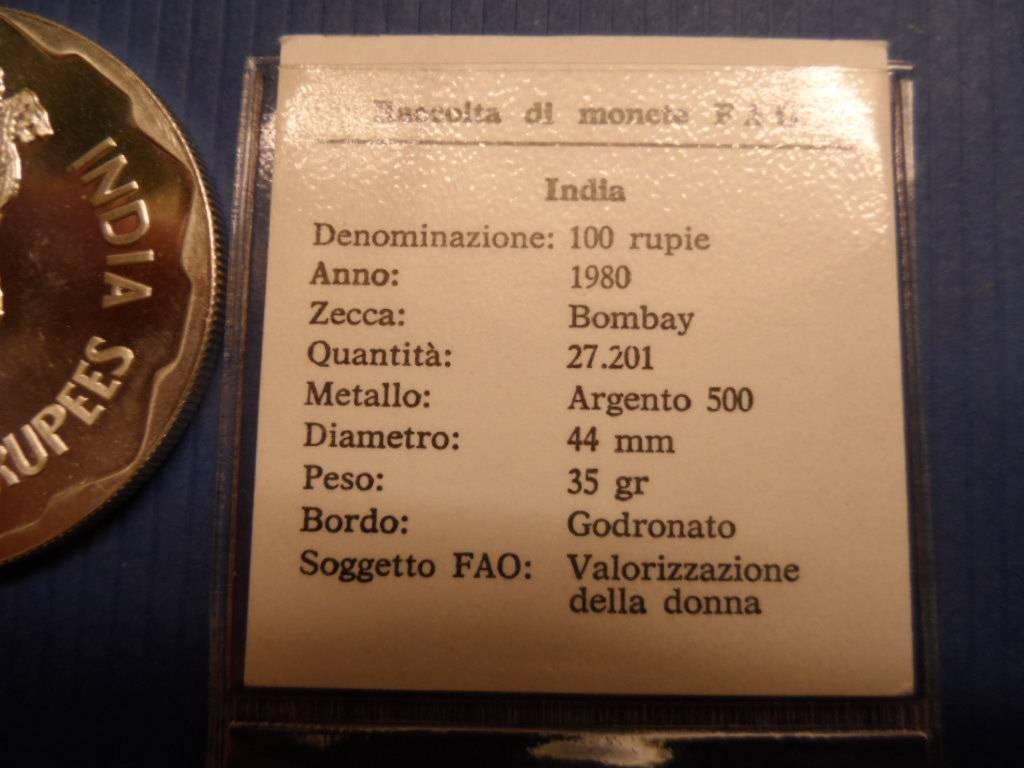 INDIA
RUPEES
Raccolta di monete FAO
India
Denominazione: 100 rupie
Anno: 1980
Zecca: Bombay
Quantità: 27.201
Metallo: Argento 500
Diametro: 44 mm
Peso: 35 gr
Bordo: Godronato
Soggetto FAO: Valorizzazione
della donna